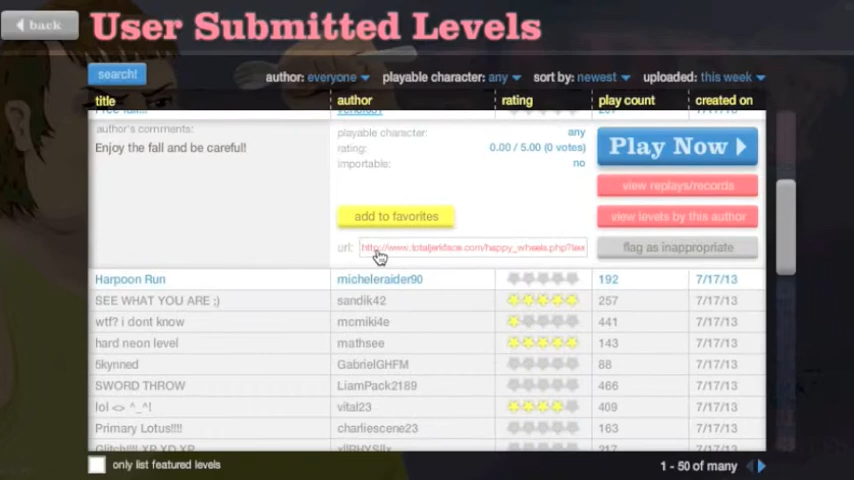 back
User Submitted Levels
search!
author: everyone playable character: any sort by: newest uploaded: this week
title author rating play count created on
author's comments:
Enjoy the fall and be careful!
playable character: any
rating: 0.00 / 5.00 (0 votes)
importable: no
add to favorites
url: http://www.totaljerkface.com/happy_wheels.php?
Play Now
view replays/records
view levels by this author
flag as inappropriate
Harpoon Run micheleraider90 192 7/17/13
SEE WHAT YOU ARE ;) sandik42 257 7/17/13
wtf? i dont know mcmiki4e 441 7/17/13
hard neon level mathsee 143 7/17/13
5kynned GabrielGHFM 88 7/17/13
SWORD THROW LiamPack2189 466 7/17/13
lol <> ^_^! vital23 409 7/17/13
Primary Lotus!!!! charliescene23 163 7/17/13
only list featured levels
1 - 50 of many